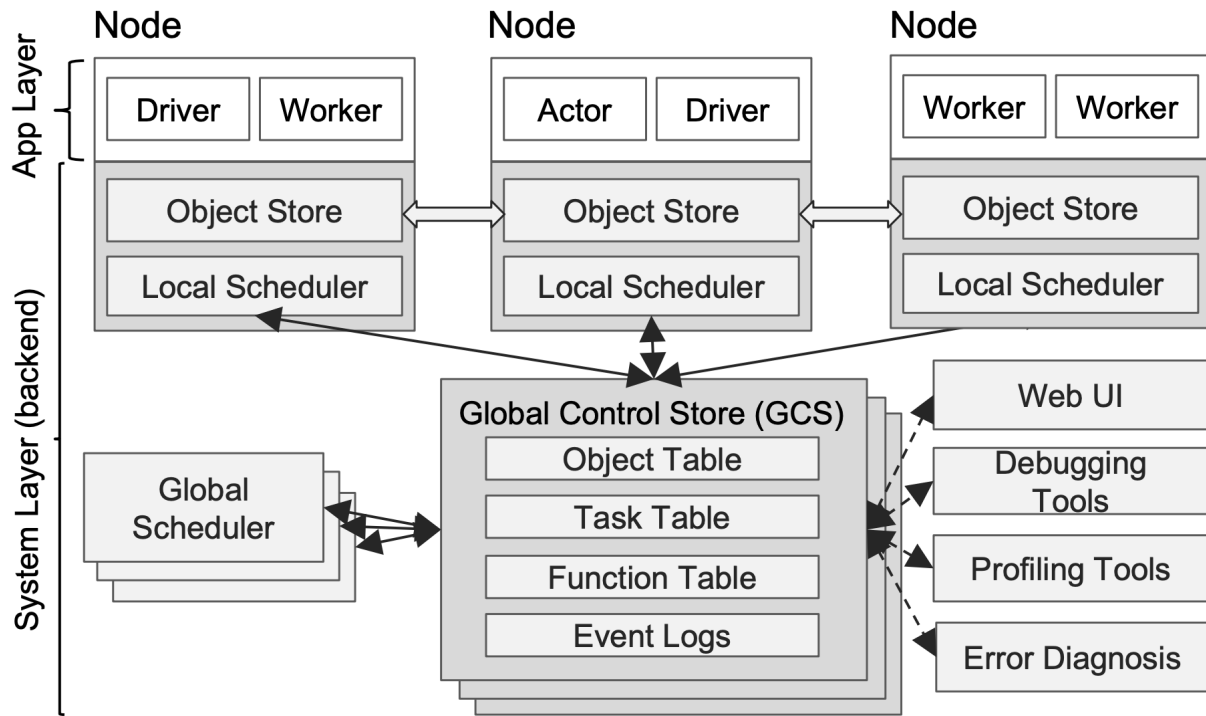 Node
Node
Node
App Layer
Driver
Worker
Actor
Driver
Worker
Worker
System Layer (backend)
Object Store
Object Store
Object Store
Local Scheduler
Local Scheduler
Local Scheduler
Global Control Store (GCS)
Object Table
Task Table
Function Table
Event Logs
Global
Scheduler
Web UI
Debugging
Tools
Profiling Tools
Error Diagnosis